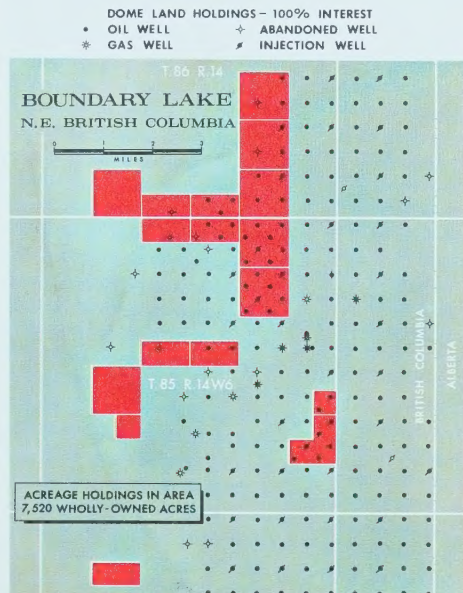 DOME LAND HOLDINGS – 100% INTEREST
OIL WELL
ABANDONED WELL
GAS WELL
INJECTION WELL
T.86 R.14
BOUNDARY LAKE
N.E. BRITISH COLUMBIA
0 1 2 3
MILES
BRITISH COLUMBIA
ALBERTA
T.85 R.14W6
ACREAGE HOLDINGS IN AREA
7,520 WHOLLY-OWNED ACRES